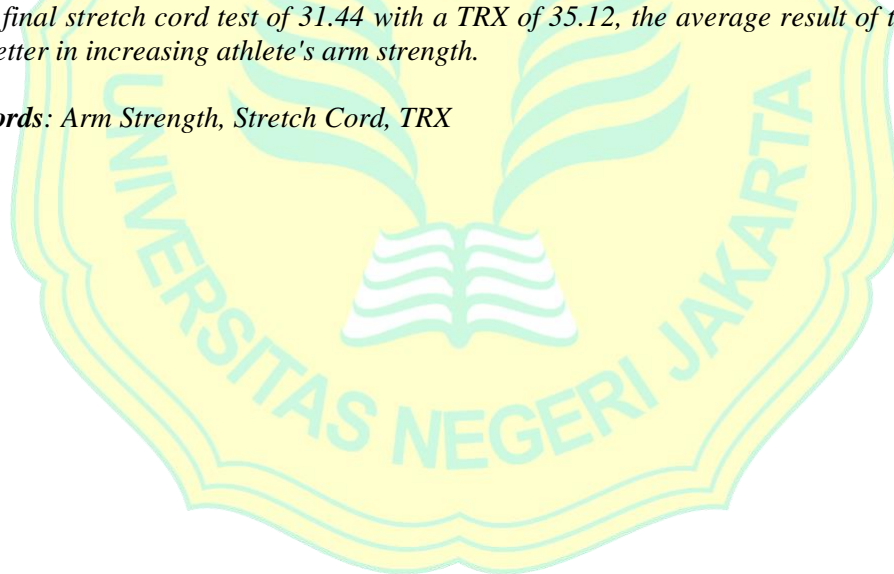 final stretch cord test of 31.44 with a TRX of 35.12, the average result of t
etter in increasing athlete's arm strength.
ords: Arm Strength, Stretch Cord, TRX
UNIVERSITAS NEGERI JAKARTA